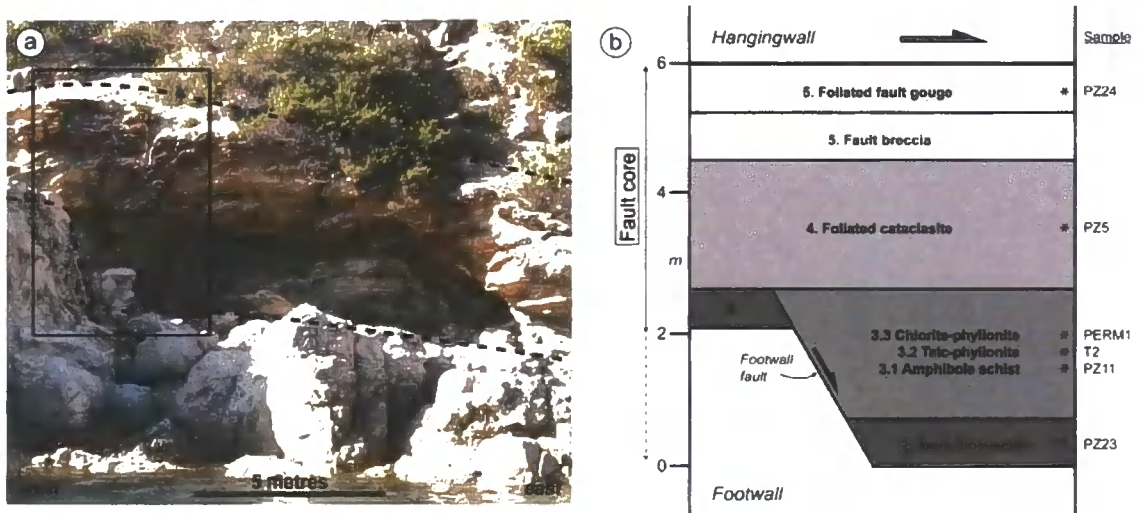 a
5 metres
east
b
Hangingwall
Sample
6
5. Foliated fault gouge
* PZ24
5. Fault breccia
4
Fault core
4. Foliated cataclasite
* PZ5
m
2
3.3 Chlorite-phyllonite
* PERM1
3.2 Talc-phyllonite
* T2
3.1 Amphibole schist
* PZ11
Footwall
fault
PZ23
0
Footwall